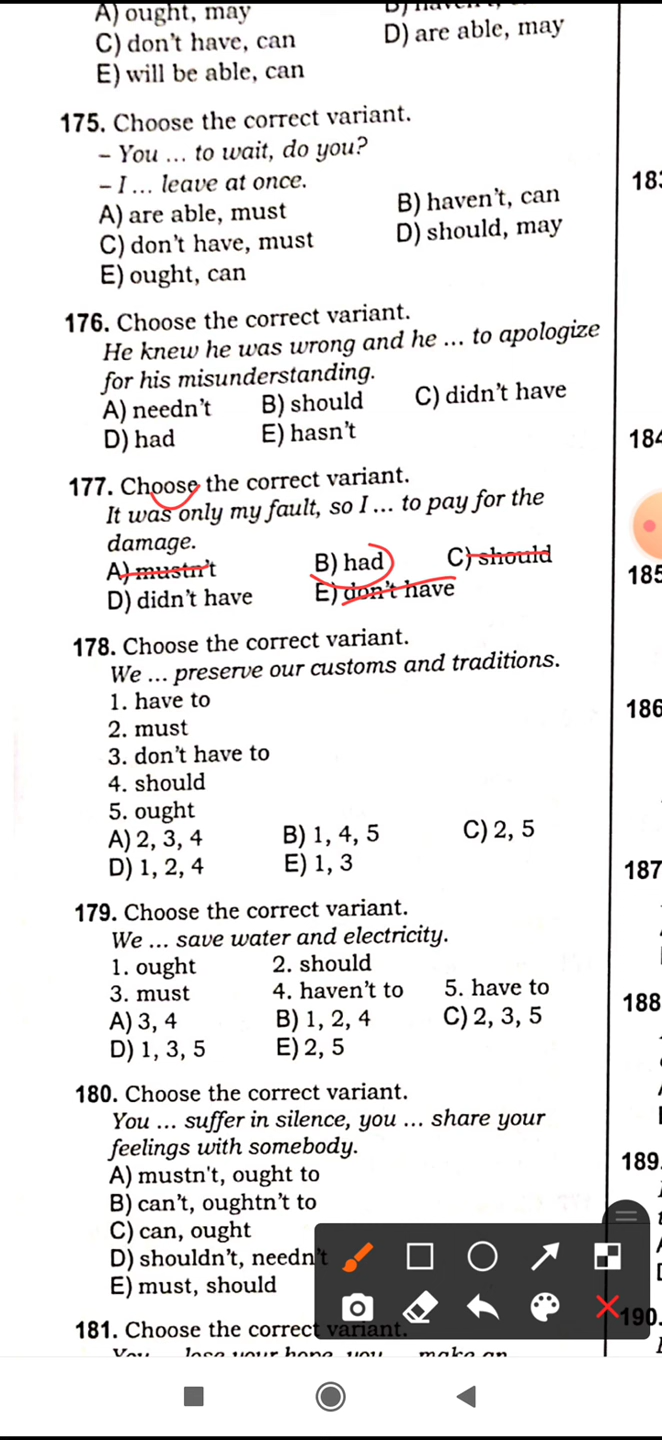 A) ought, may
C) don't have, can
D) are able, may
E) will be able, can
175. Choose the correct variant.
– You ... to wait, do you?
– I ... leave at once.
A) are able, must
B) haven't, can
C) don't have, must
D) should, may
E) ought, can
176. Choose the correct variant.
He knew he was wrong and he ... to apologize
for his misunderstanding.
A) needn't B) should C) didn't have
D) had E) hasn't
177. Choose the correct variant.
It was only my fault, so I ... to pay for the
damage.
A) mustn't B) had C) should
D) didn't have E) don't have
178. Choose the correct variant.
We ... preserve our customs and traditions.
1. have to
2. must
3. don't have to
4. should
5. ought
A) 2, 3, 4 B) 1, 4, 5 C) 2, 5
D) 1, 2, 4 E) 1, 3
179. Choose the correct variant.
We ... save water and electricity.
1. ought 2. should
3. must 4. haven't to 5. have to
A) 3, 4 B) 1, 2, 4 C) 2, 3, 5
D) 1, 3, 5 E) 2, 5
180. Choose the correct variant.
You ... suffer in silence, you ... share your
feelings with somebody.
A) mustn't, ought to
B) can't, oughtn't to
C) can, ought
D) shouldn't, needn't
E) must, should
181. Choose the correct variant.
You ... lose your hope, you ... make an
184
185
186
187
188
189.
190.